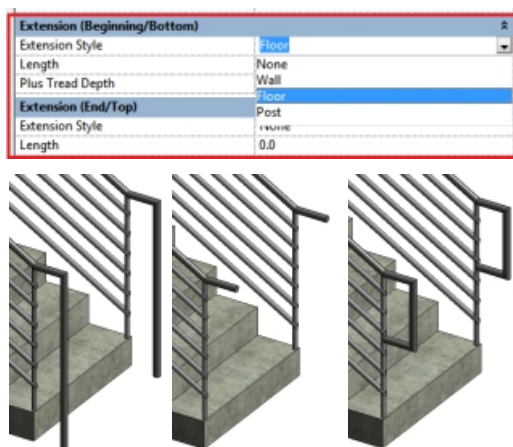 Extension (Beginning/Bottom)
Extension Style Floor
Length None
Plus Tread Depth Wall
Floor
Extension (End/Top) Post
Extension Style None
Length 0.0